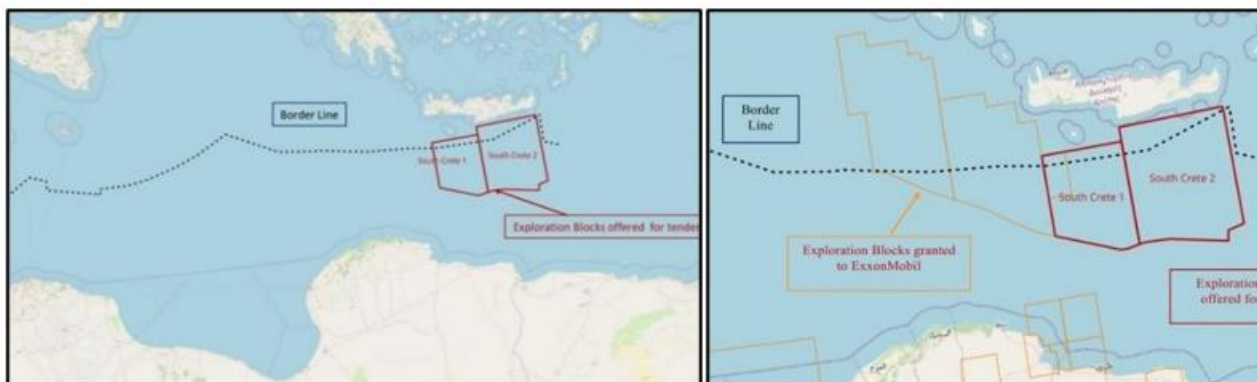 Border Line
South Crete 1
South Crete 2
Exploration Blocks offered for tender
Border
Line
South Crete 1
South Crete 2
Exploration Blocks granted
to ExxonMobil
Exploration
offered for